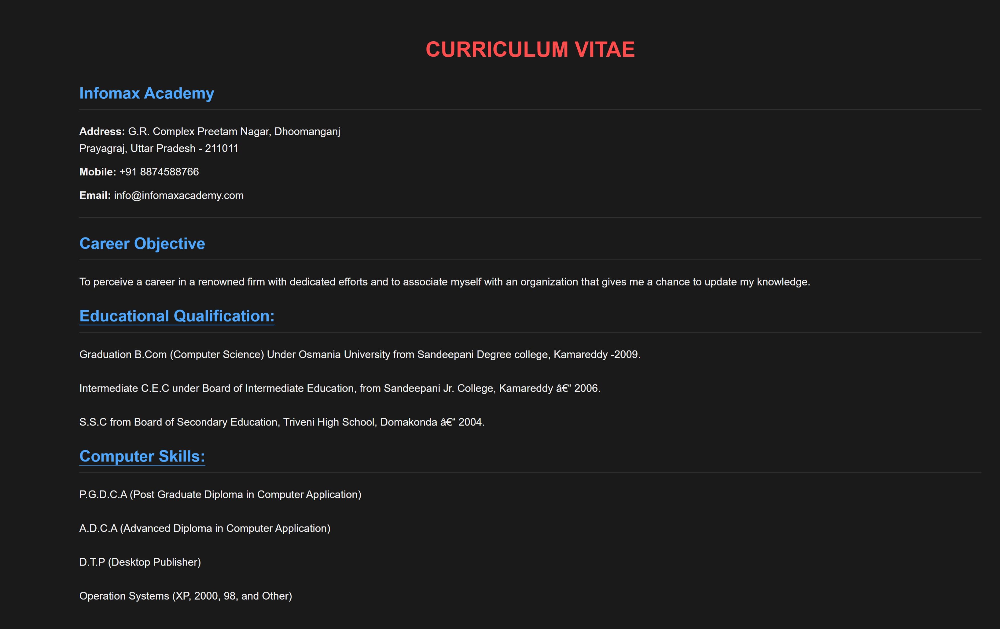 CURRICULUM VITAE
Infomax Academy
Address: G.R. Complex Preetam Nagar, Dhoomanganj
Prayagraj, Uttar Pradesh - 211011
Mobile: +91 8874588766
Email: info@infomaxacademy.com
Career Objective
To perceive a career in a renowned firm with dedicated efforts and to associate myself with an organization that gives me a chance to update my knowledge.
Educational Qualification:
Graduation B.Com (Computer Science) Under Osmania University from Sandeepani Degree college, Kamareddy -2009.
Intermediate C.E.C under Board of Intermediate Education, from Sandeepani Jr. College, Kamareddy â€“ 2006.
S.S.C from Board of Secondary Education, Triveni High School, Domakonda â€“ 2004.
Computer Skills:
P.G.D.C.A (Post Graduate Diploma in Computer Application)
A.D.C.A (Advanced Diploma in Computer Application)
D.T.P (Desktop Publisher)
Operation Systems (XP, 2000, 98, and Other)